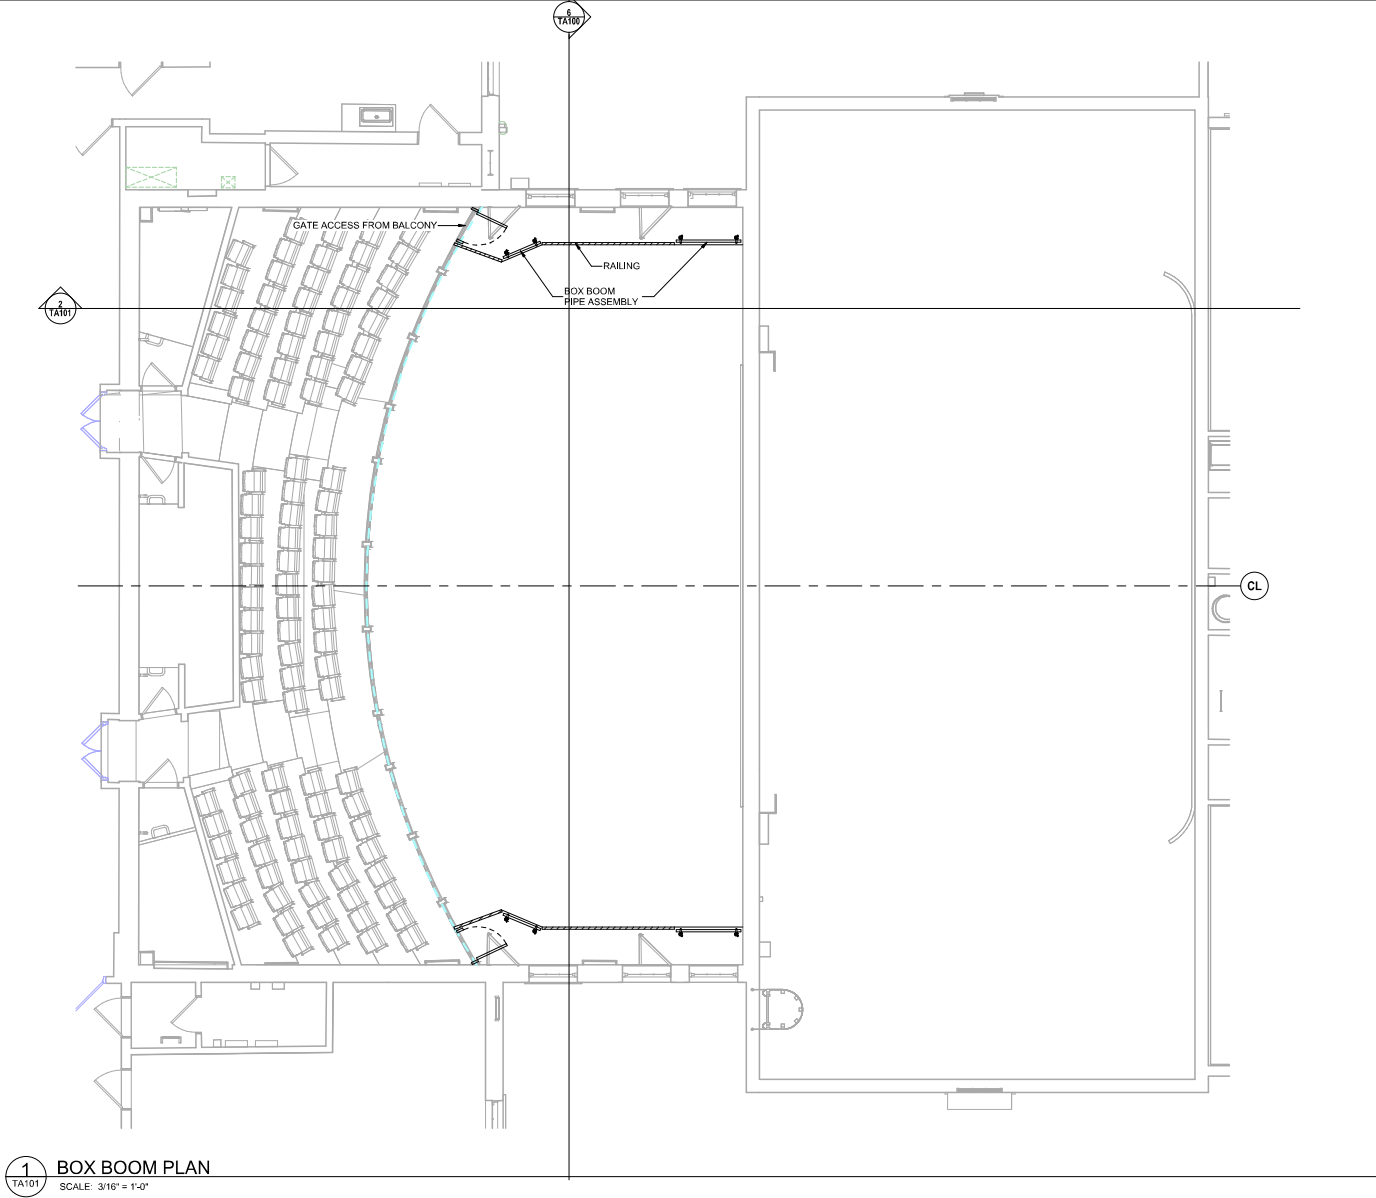 6
TA100
GATE ACCESS FROM BALCONY
RAILING
BOX BOOM
PIPE ASSEMBLY
2
TA101
CL
1
TA101
BOX BOOM PLAN
SCALE: 3/16" = 1'-0"